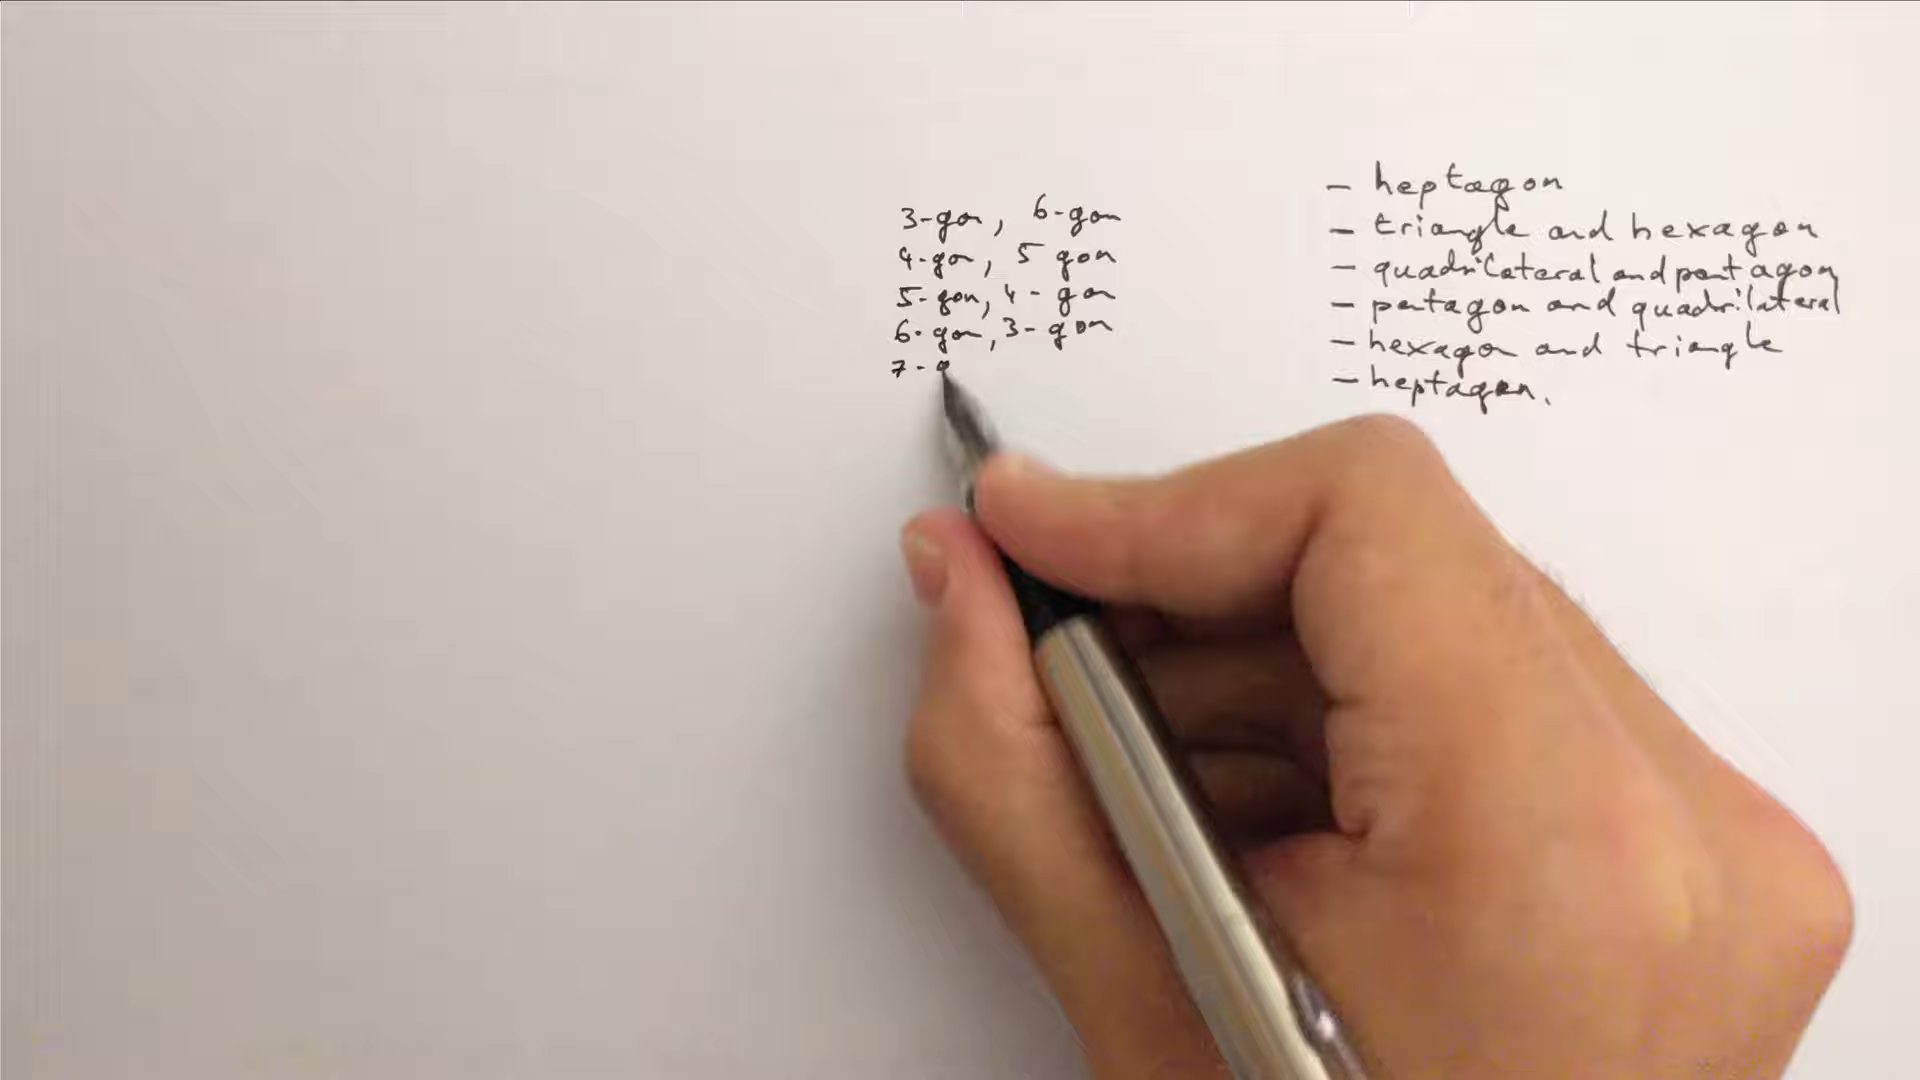 3-gon, 6-gon
4-gon, 5 gon
5-gon, 4-gon
6-gon, 3-gon
7-g
- heptagon
- triangle and hexagon
- quadrilateral and pentagon
- pentagon and quadrilateral
- hexagon and triangle
- heptagon.